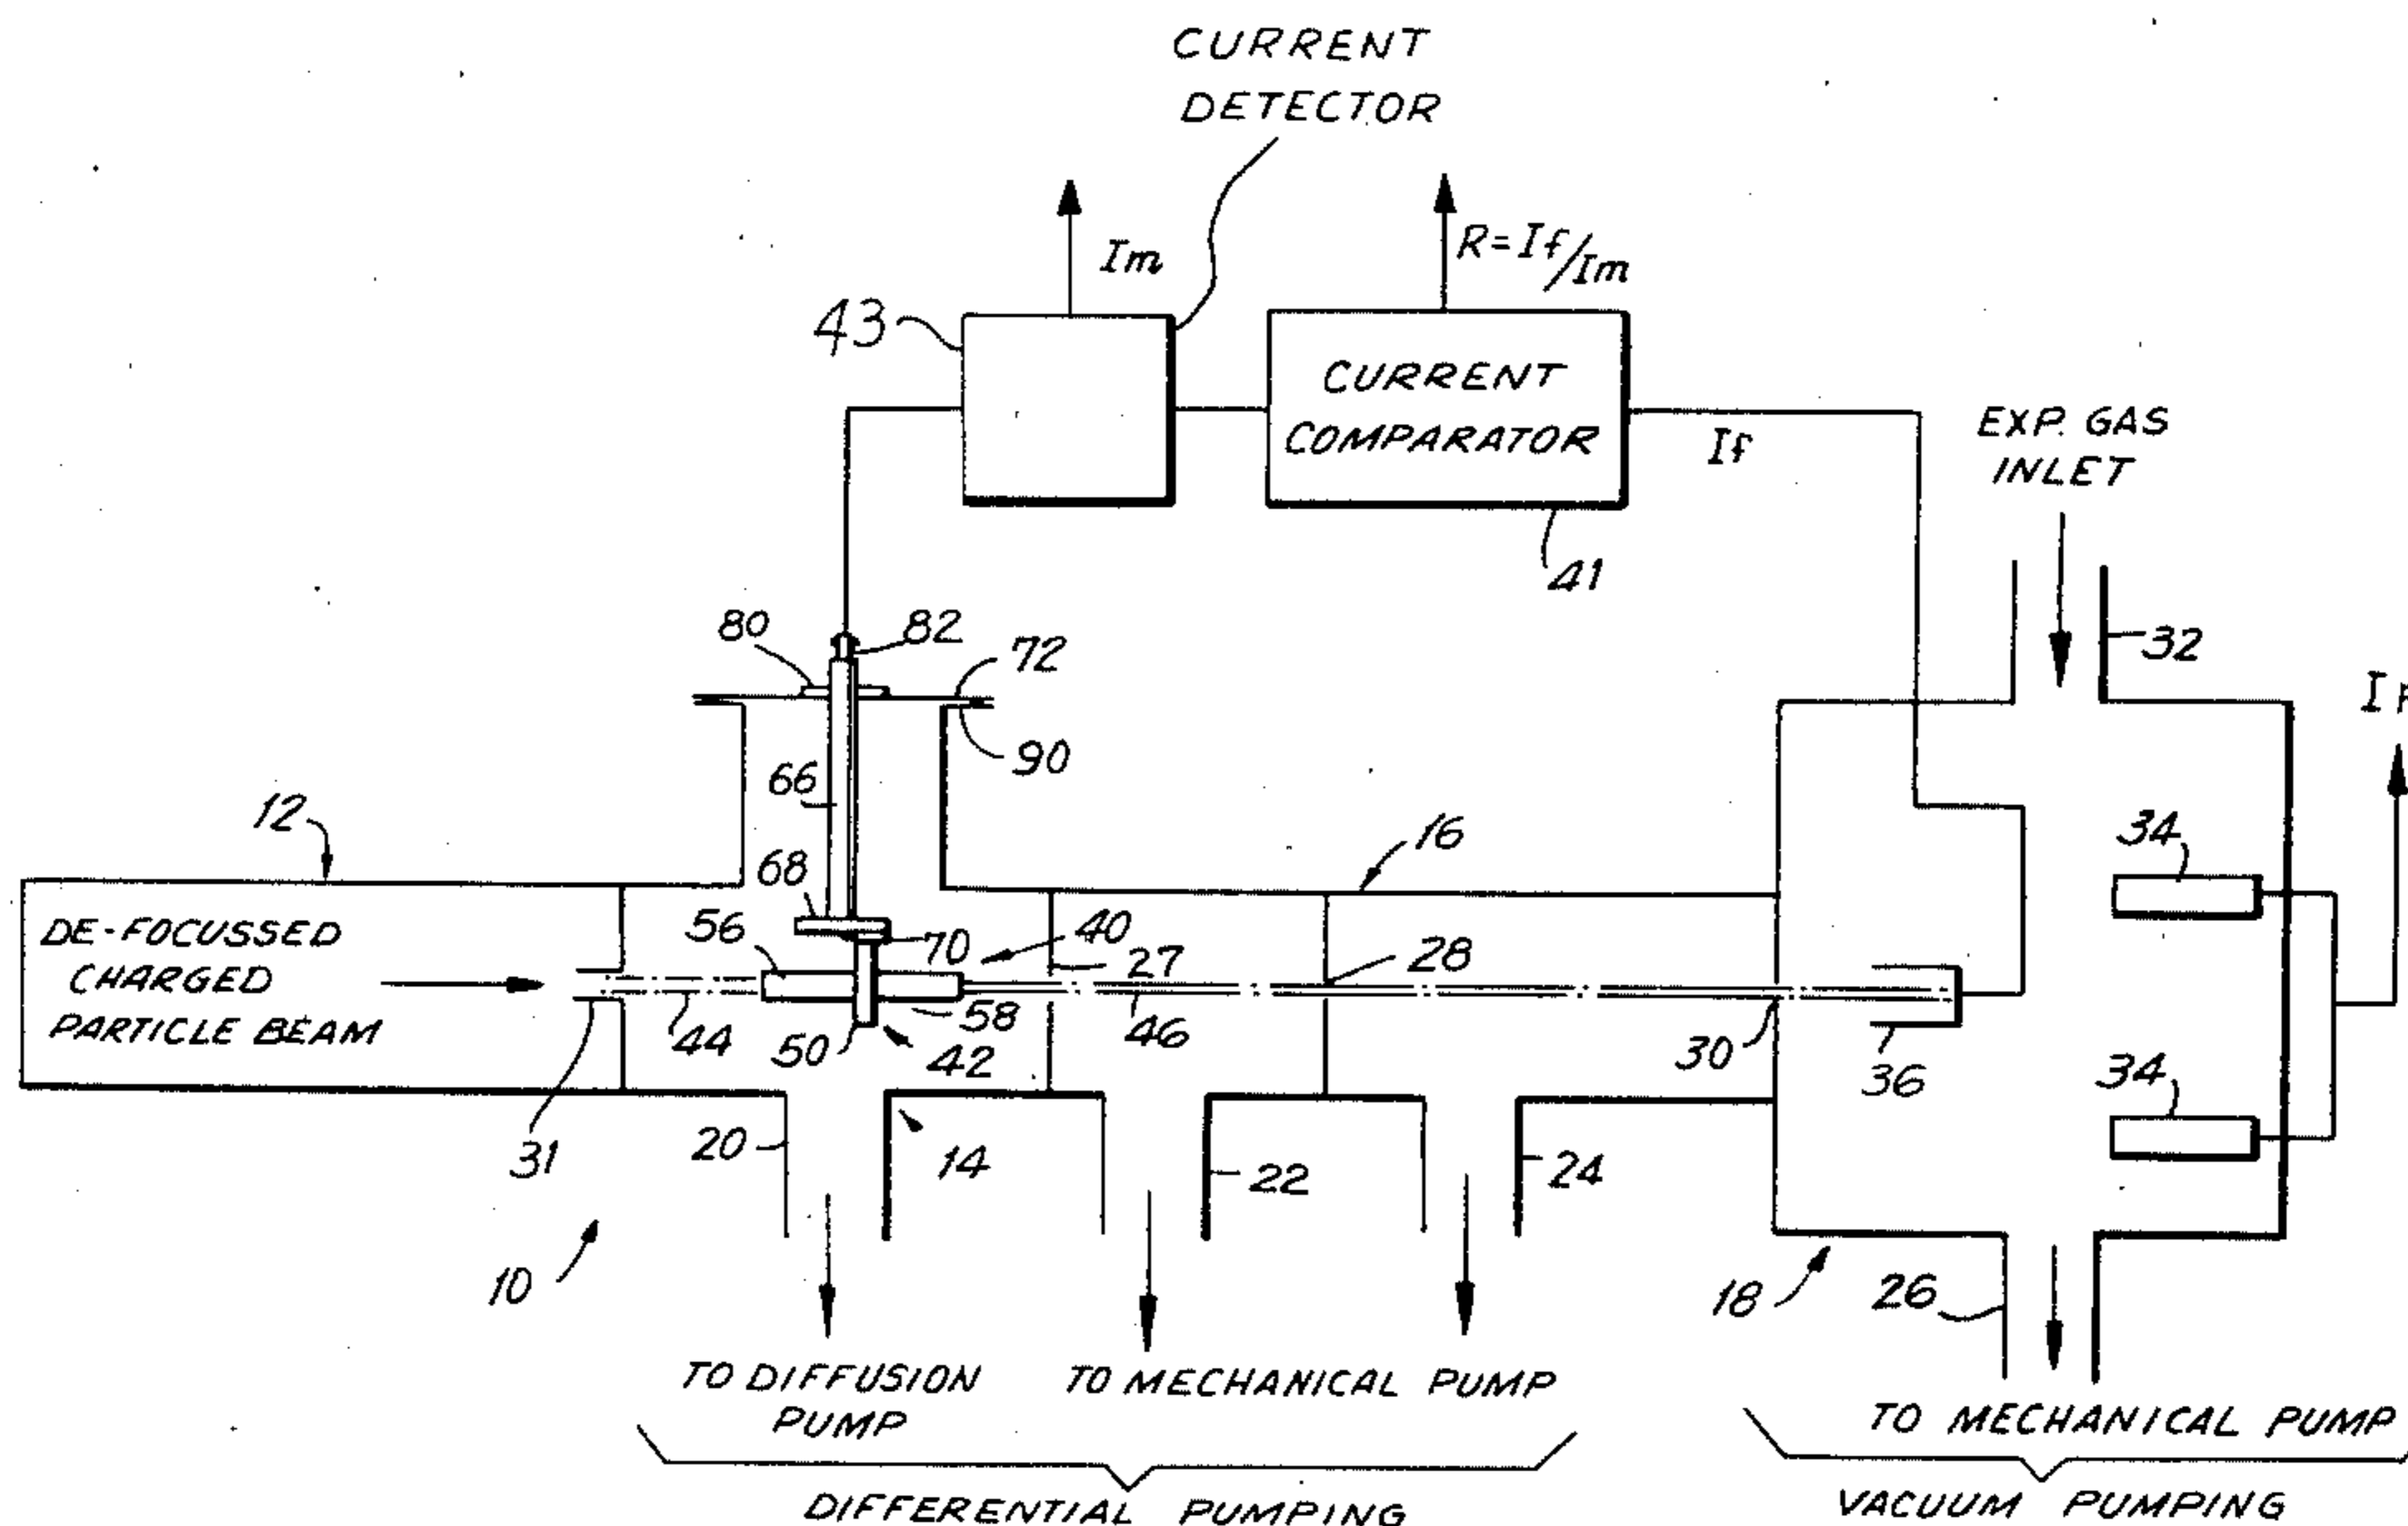 CURRENT
DETECTOR
Im
R=If/Im
43
CURRENT
COMPARATOR
If
41
EXP. GAS
INLET
32
80
82
72
90
66
12
68
56
70
40
16
34
DE-FOCUSSED
CHARGED
PARTICLE BEAM
27
28
44
50
58
42
46
30
36
34
31
20
14
22
24
10
18
26
TO DIFFUSION
PUMP
TO MECHANICAL PUMP
TO MECHANICAL PUMP
DIFFERENTIAL PUMPING
VACUUM PUMPING